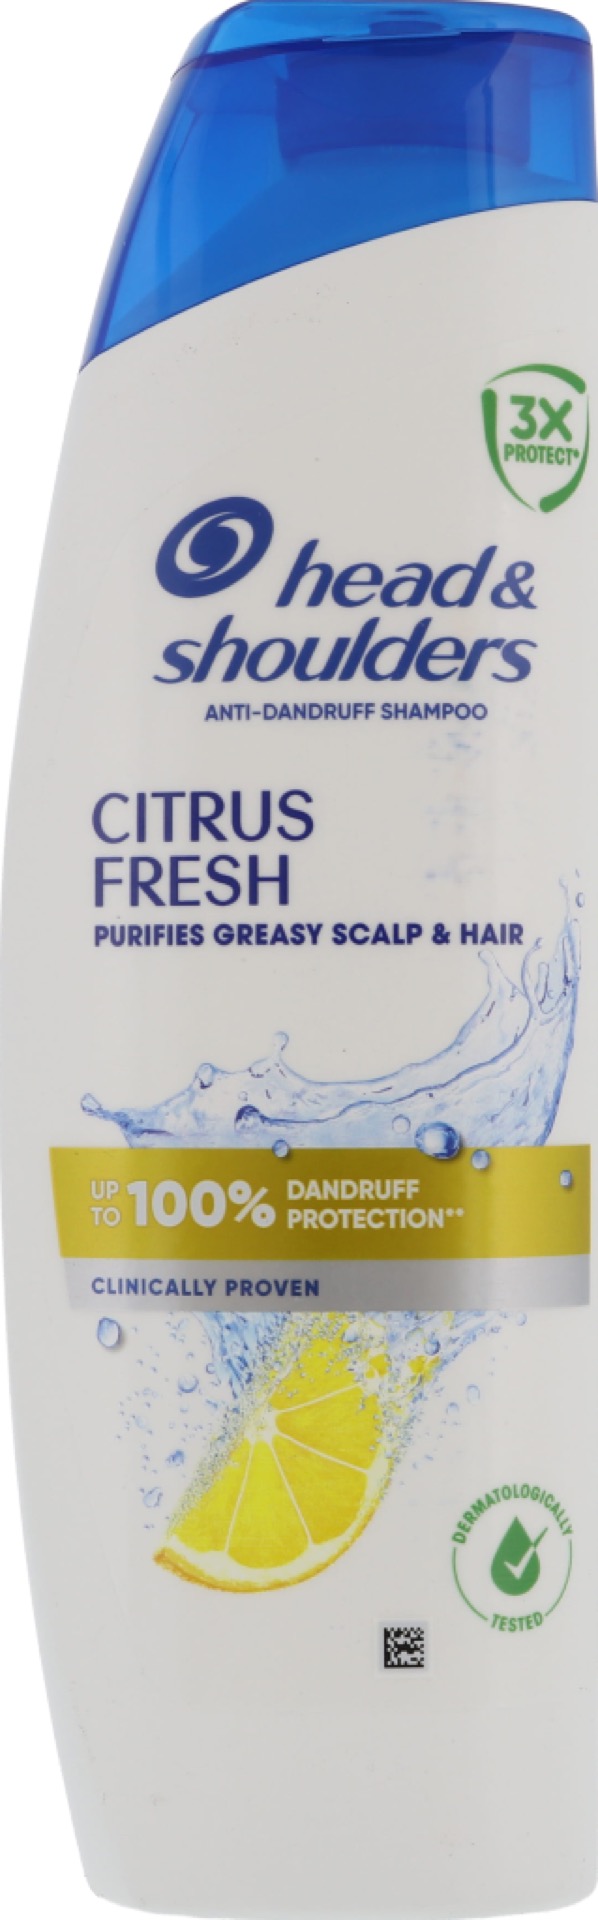 3X
PROTECT*
head &
shoulders
ANTI-DANDRUFF SHAMPOO
CITRUS
FRESH
PURIFIES GREASY SCALP & HAIR
UP TO 100% DANDRUFF PROTECTION**
CLINICALLY PROVEN
DERMATOLOGICALLY
TESTED